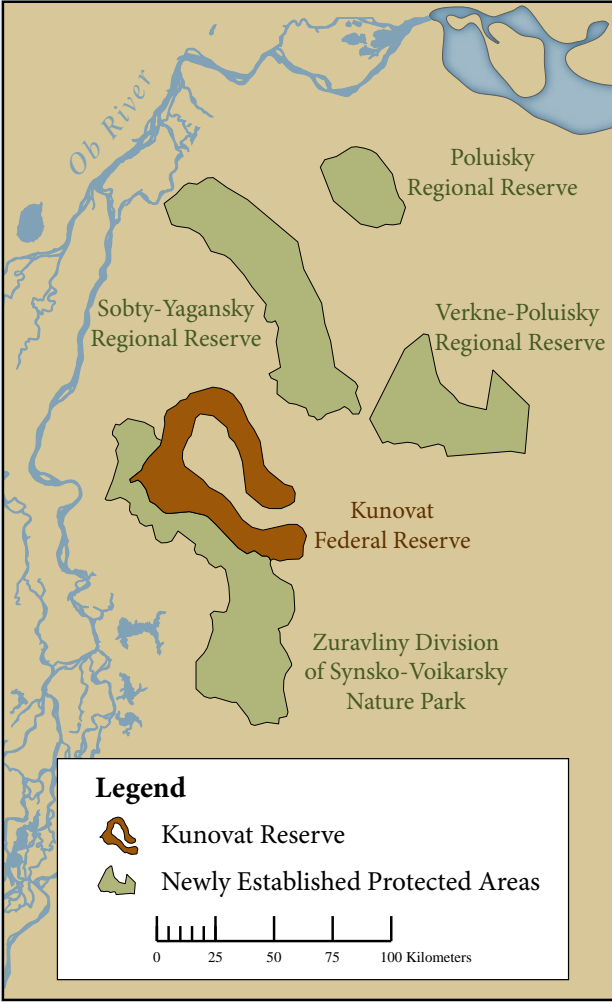 Ob River
Poluisky
Regional Reserve
Sobty-Yagansky
Regional Reserve
Verkne-Poluisky
Regional Reserve
Kunovat
Federal Reserve
Zuravliny Division
of Synsko-Voikarsky
Nature Park
Legend
Kunovat Reserve
Newly Established Protected Areas
0 25 50 75 100 Kilometers